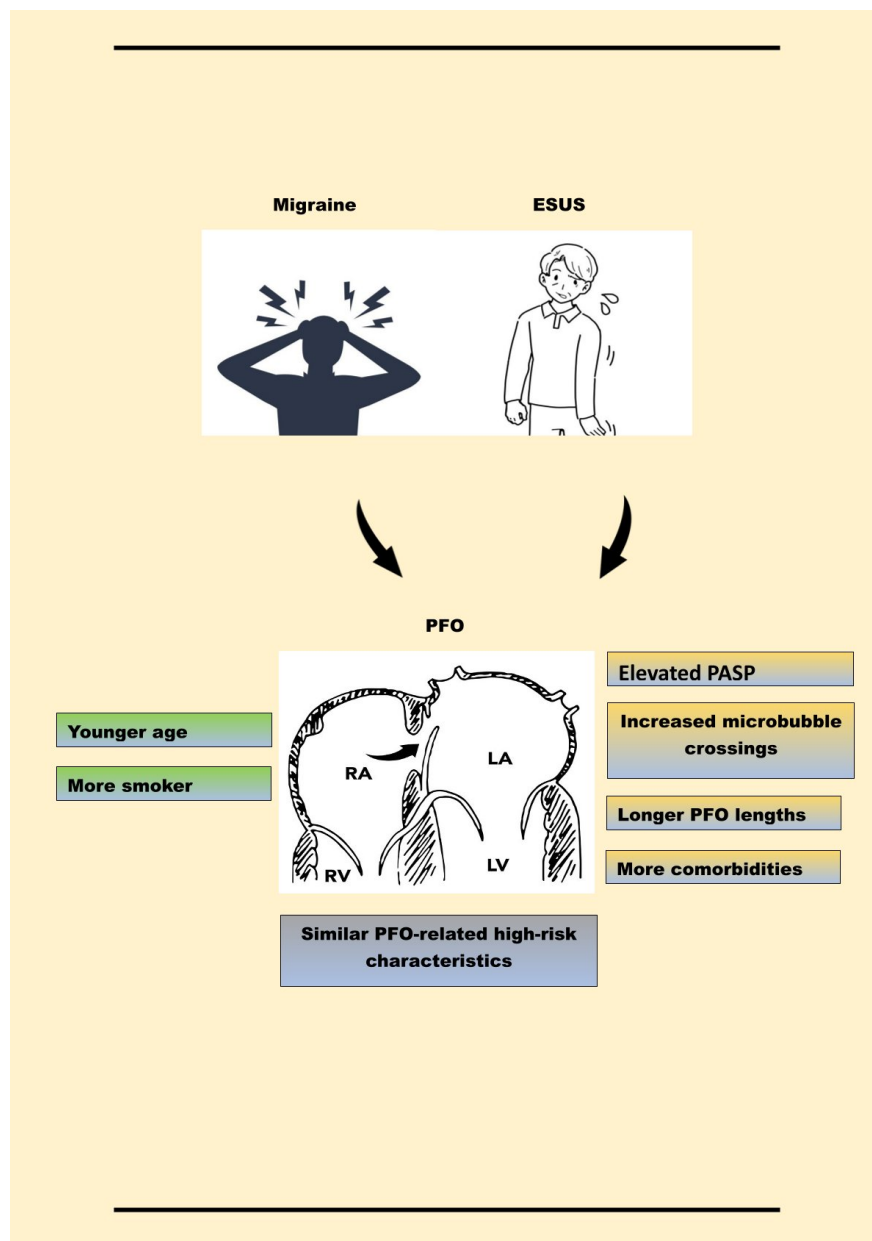 Migraine
ESUS
PFO
Younger age
More smoker
RA
LA
RV
LV
Elevated PASP
Increased microbubble
crossings
Longer PFO lengths
More comorbidities
Similar PFO-related high-risk
characteristics